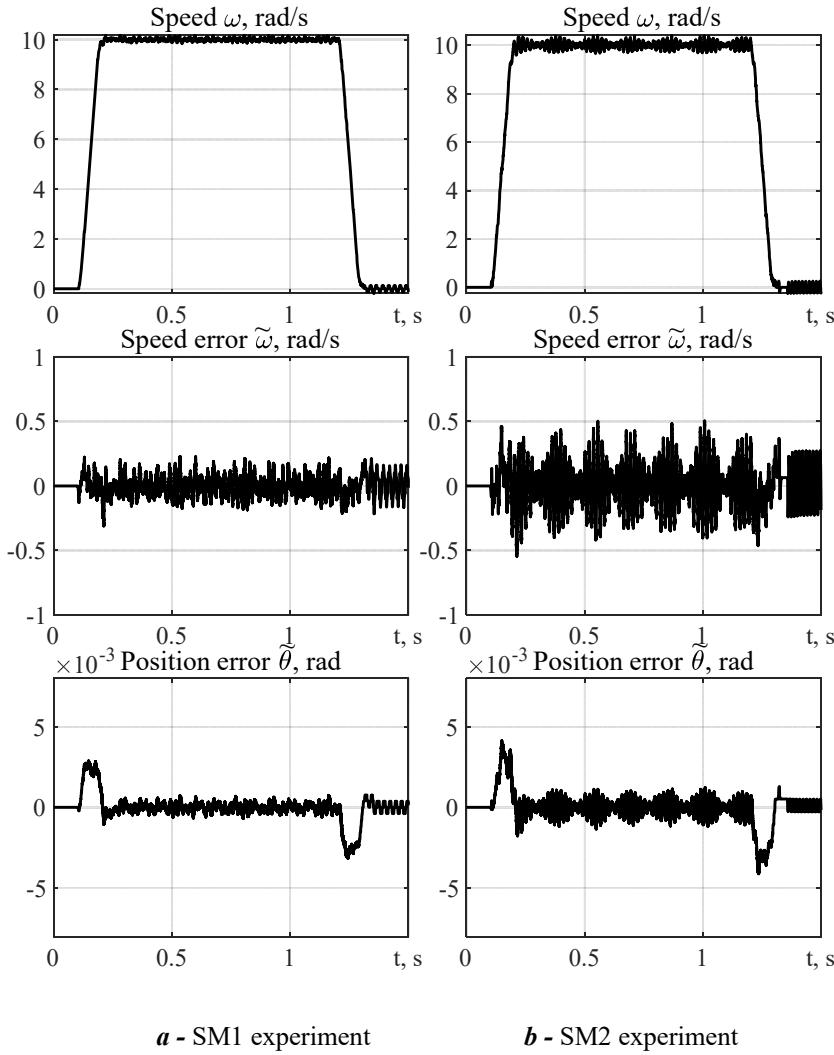 Speed ω, rad/s
10
8
6
4
2
0
0 0.5 1 t, s
Speed error ω̃, rad/s
1
0.5
0
-0.5
-1
0 0.5 1 t, s
×10⁻³ Position error θ̃, rad
5
0
-5
0 0.5 1 t, s
a - SM1 experiment
Speed ω, rad/s
10
8
6
4
2
0
0 0.5 1 t, s
Speed error ω̃, rad/s
1
0.5
0
-0.5
-1
0 0.5 1 t, s
×10⁻³ Position error θ̃, rad
5
0
-5
0 0.5 1 t, s
b - SM2 experiment